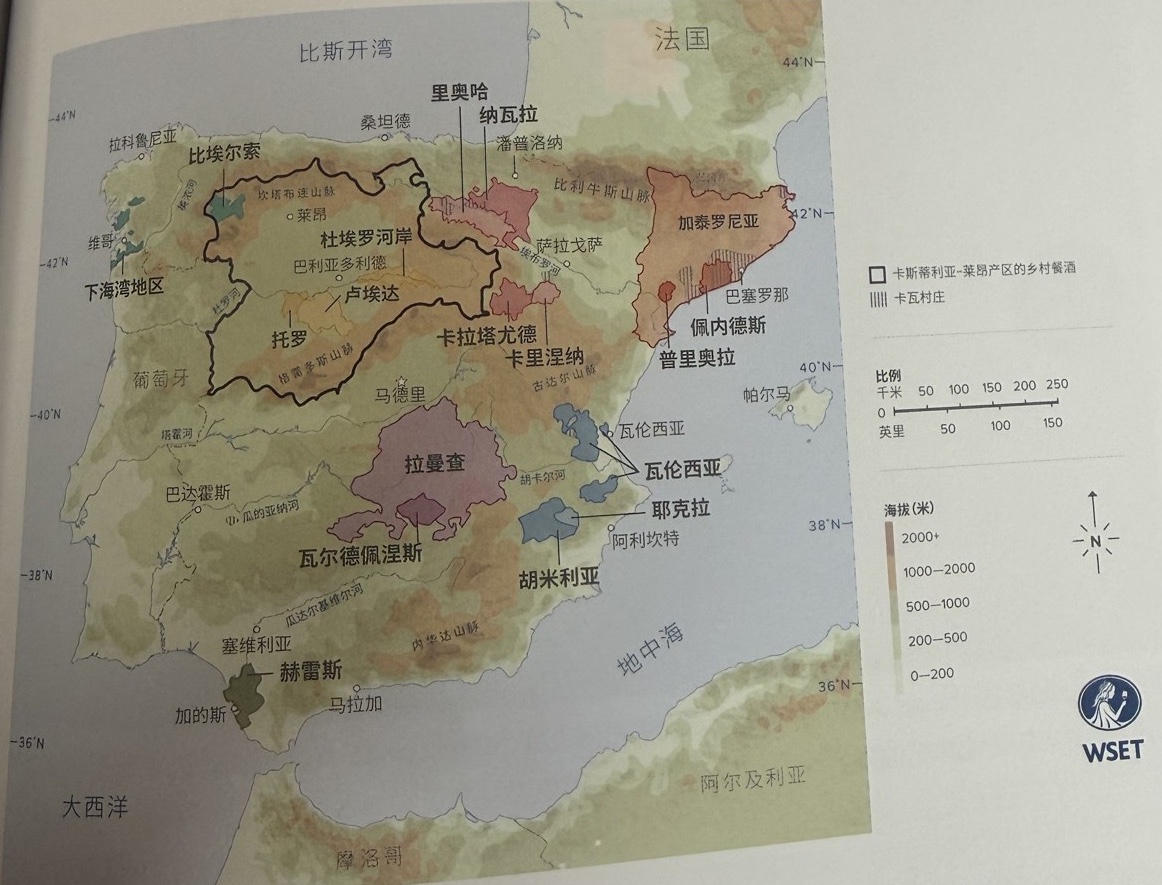 比斯开湾
法国
44°N
44°N
里奥哈
纳瓦拉
拉科鲁尼亚
桑坦德
潘普洛纳
比埃尔索
坎塔布连山脉
比利牛斯山脉
莱昂
加泰罗尼亚
42°N
维哥
杜埃罗河岸
萨拉戈萨
埃布罗河
42°N
巴利亚多利德
下海湾地区
杜罗河
卢埃达
巴塞罗那
托罗
卡拉塔尤德
佩内德斯
卡里涅纳
普里奥拉
格雷多斯山脉
古达尔山脉
葡萄牙
马德里
40°N
帕尔马
40°N
塔霍河
瓦伦西亚
拉曼查
瓦伦西亚
胡卡尔河
巴达霍斯
瓜的亚纳河
耶克拉
38°N
阿利坎特
瓦尔德佩涅斯
胡米利亚
38°N
瓜达尔基维尔河
内华达山脉
塞维利亚
地中海
赫雷斯
36°N
加的斯
马拉加
36°N
大西洋
阿尔及利亚
摩洛哥
卡斯蒂利亚-莱昂产区的乡村餐酒
卡瓦村庄
比例
千米 50 100 150 200 250
0
英里 50 100 150
海拔(米)
2000+
1000—2000
500—1000
200—500
0—200
N
WSET